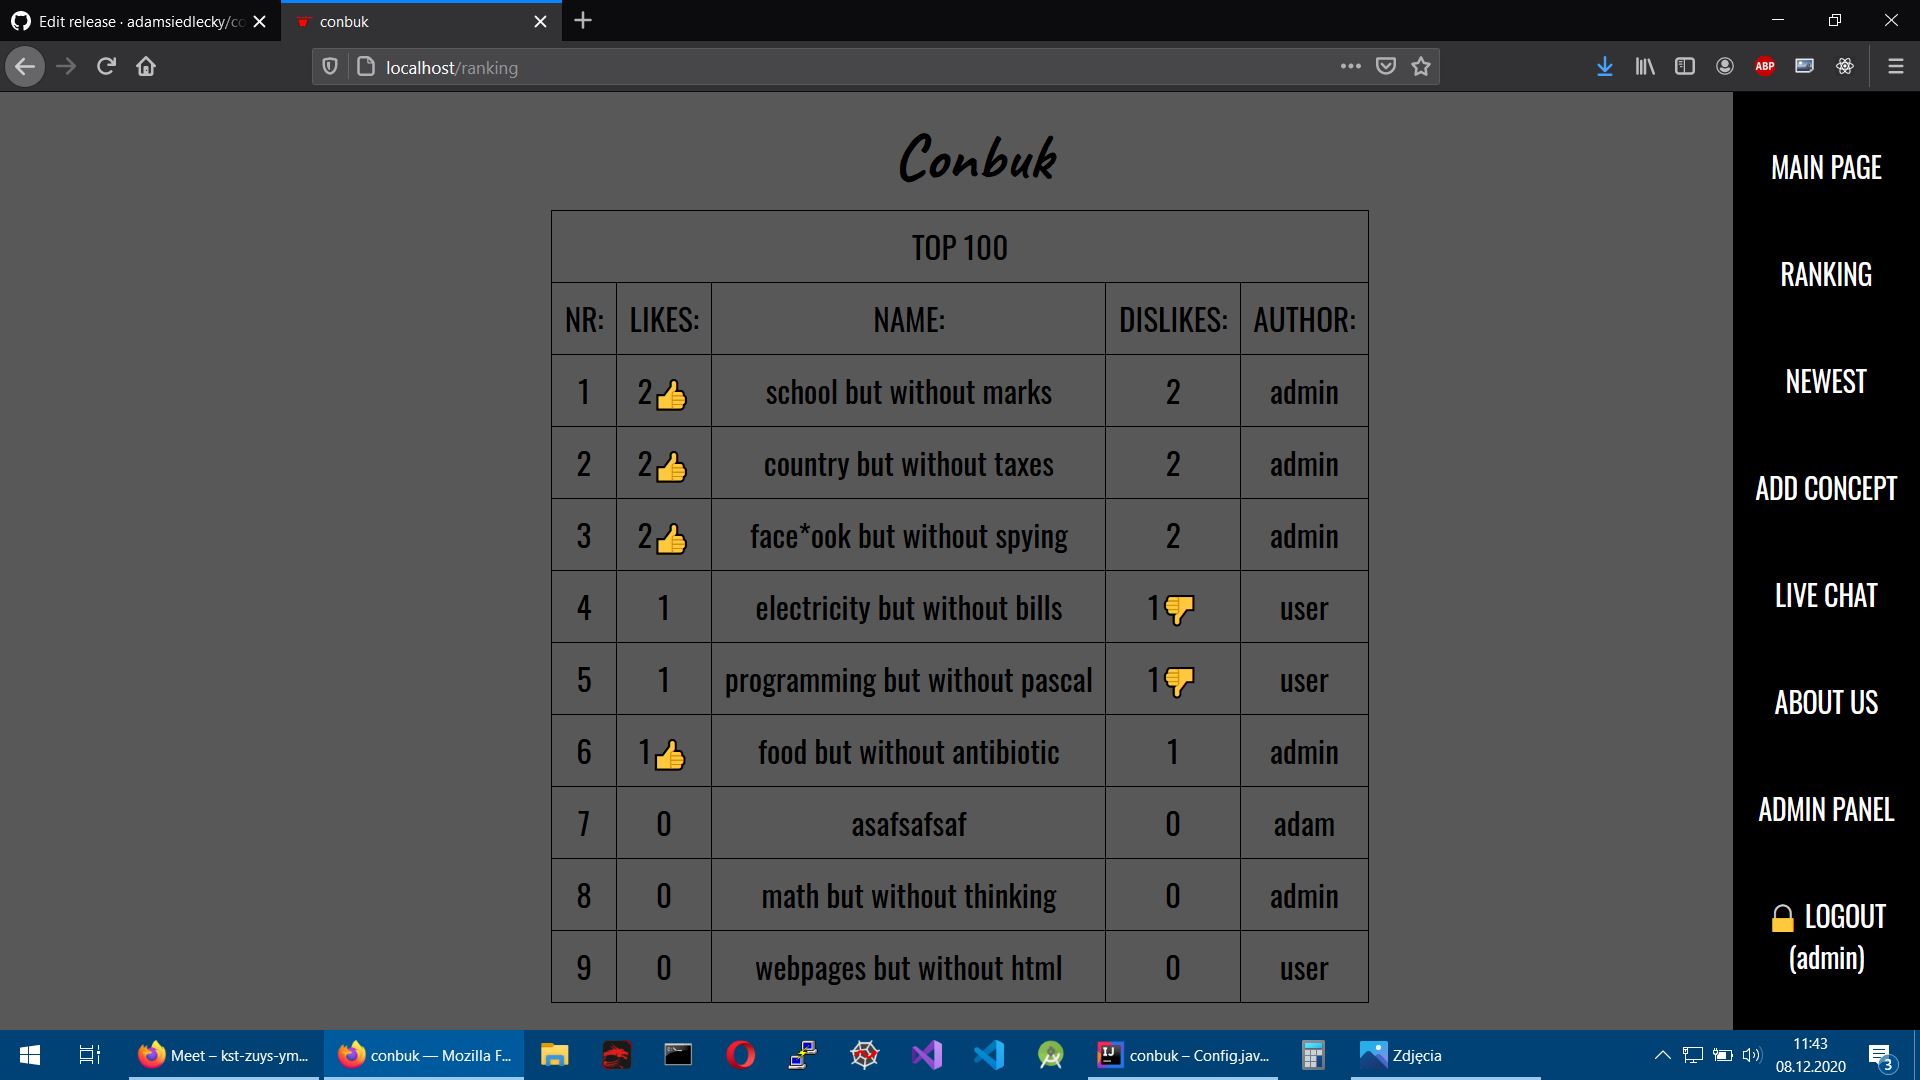 Edit release · adamsiedlecky/co
conbuk
localhost/ranking
ABP
Conbuk
TOP 100
NR: LIKES: NAME: DISLIKES: AUTHOR:
1 2👍 school but without marks 2 admin
2 2👍 country but without taxes 2 admin
3 2👍 face*ook but without spying 2 admin
4 1 electricity but without bills 1👎 user
5 1 programming but without pascal 1👎 user
6 1👍 food but without antibiotic 1 admin
7 0 asafsafsaf 0 adam
8 0 math but without thinking 0 admin
9 0 webpages but without html 0 user
MAIN PAGE
RANKING
NEWEST
ADD CONCEPT
LIVE CHAT
ABOUT US
ADMIN PANEL
🔒 LOGOUT
(admin)
Meet – kst-zuys-ym...
conbuk — Mozilla F...
IJ
conbuk – Config.jav...
Zdjęcia
11:43
08.12.2020
3